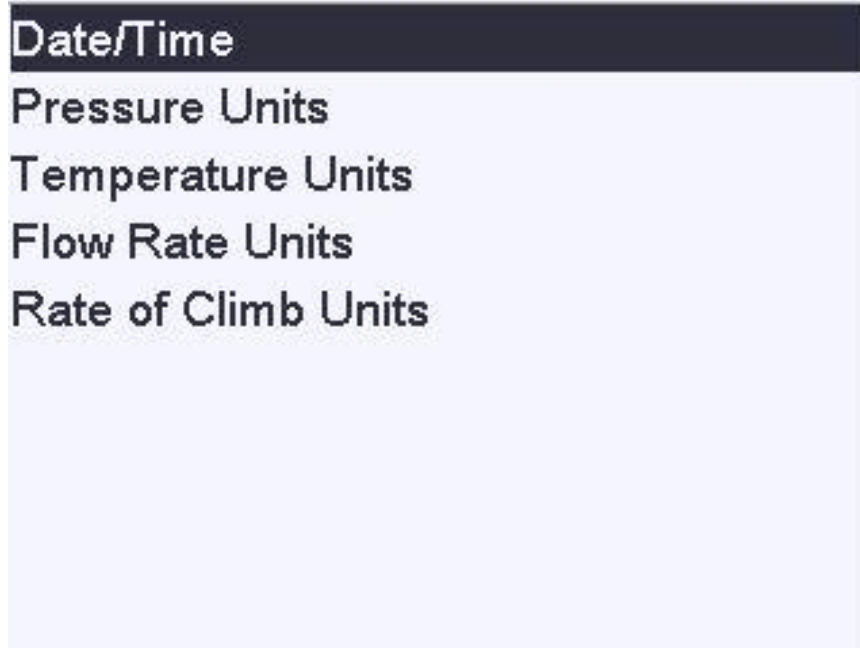 Date/Time
Pressure Units
Temperature Units
Flow Rate Units
Rate of Climb Units